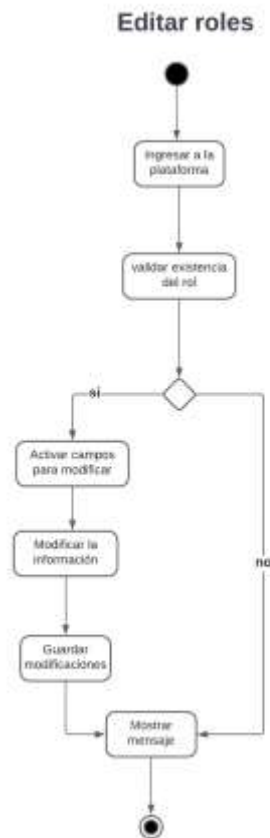 Editar roles
Ingresar a la
plataforma
validar existencia
del rol
sí
Activar campos
para modificar
Modificar la
información
no
Guardar
modificaciones
Mostrar
mensaje